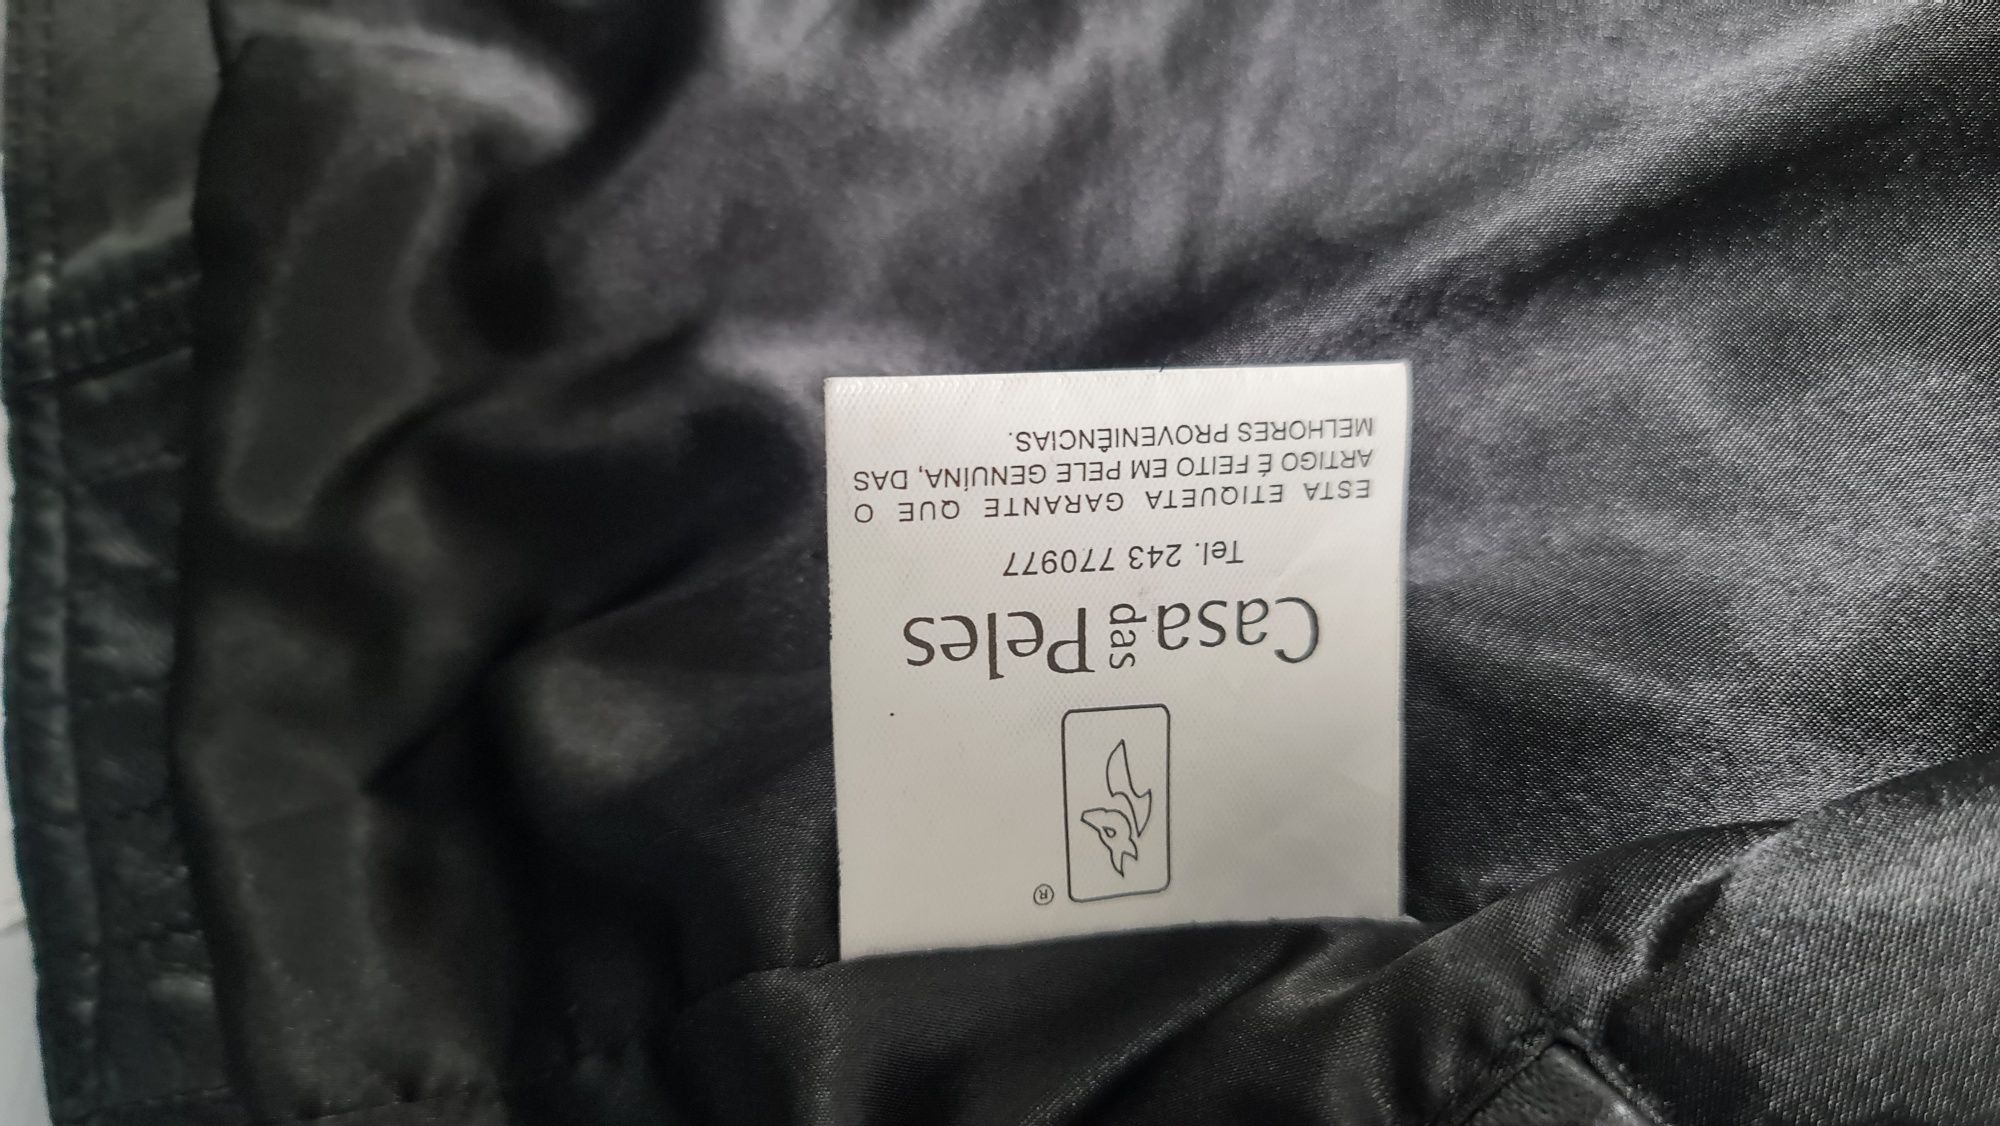 ®
Casa das Peles
Tel. 243 770977
ESTA ETIQUETA GARANTE QUE O
ARTIGO É FEITO EM PELE GENUÍNA, DAS
MELHORES PROVENIÊNCIAS.